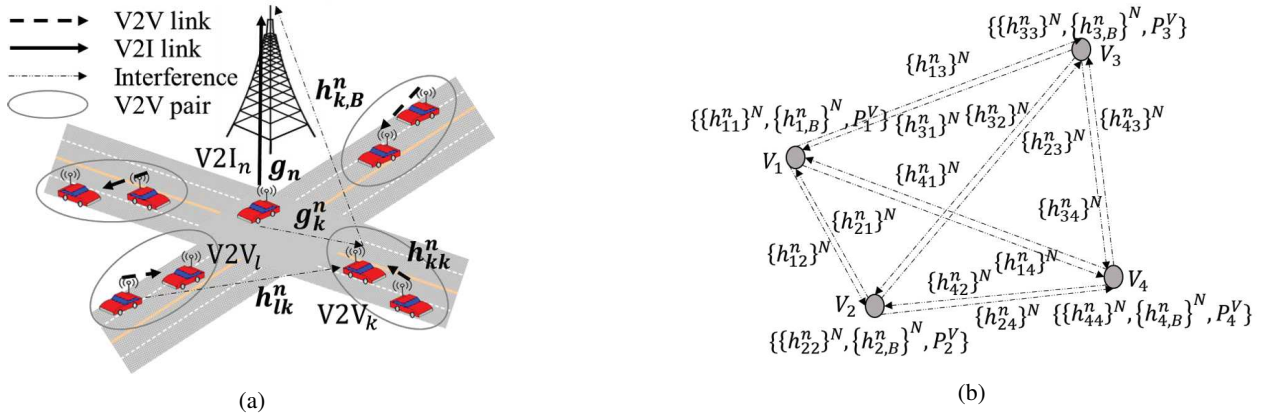 V2V link
V2I link
Interference
V2V pair
h^n_{k,B}
V2I_n
g_n
g^n_k
V2V_l
h^n_{kk}
h^n_{lk}
V2V_k
(a)
{{h^n_{33}}^N, {h^n_{3,B}}^N, P^V_3}
V_3
{h^n_{13}}^N
{{h^n_{11}}^N, {h^n_{1,B}}^N, P^V_1}
{h^n_{31}}^N
{h^n_{32}}^N
{h^n_{43}}^N
{h^n_{23}}^N
V_1
{h^n_{41}}^N
{h^n_{34}}^N
{h^n_{21}}^N
{h^n_{12}}^N
{h^n_{14}}^N
V_4
{h^n_{42}}^N
V_2
{h^n_{24}}^N
{{h^n_{44}}^N, {h^n_{4,B}}^N, P^V_4}
{{h^n_{22}}^N, {h^n_{2,B}}^N, P^V_2}
(b)